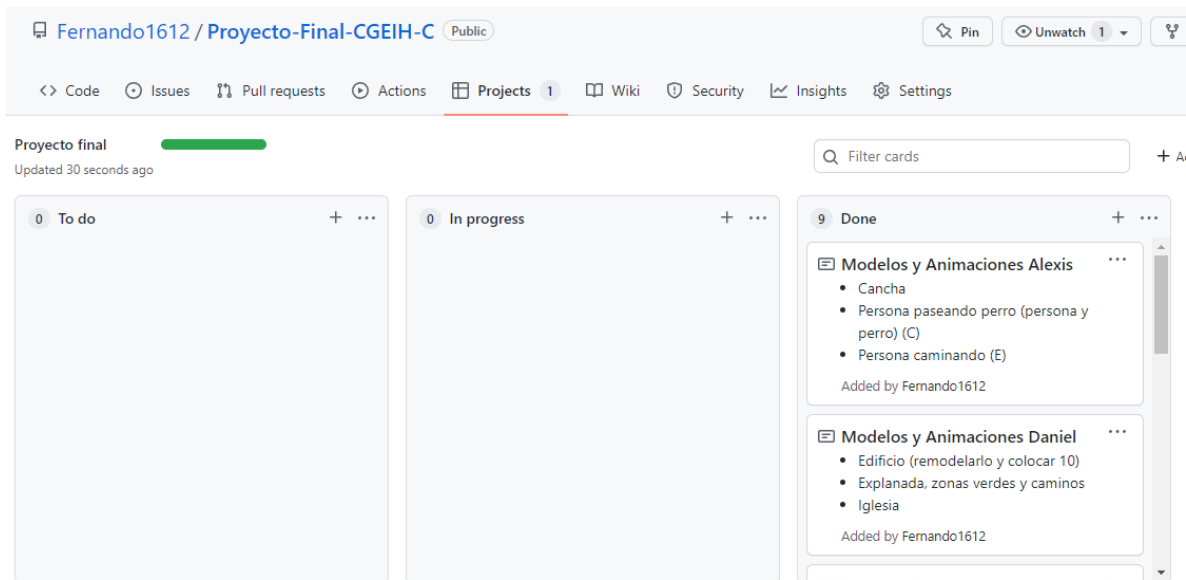 Fernando1612 / Proyecto-Final-CGEIH-C Public
Pin
Unwatch 1
Code
Issues
Pull requests
Actions
Projects 1
Wiki
Security
Insights
Settings
Proyecto final
Updated 30 seconds ago
Filter cards
0 To do
0 In progress
9 Done
Modelos y Animaciones Alexis
• Cancha
• Persona paseando perro (persona y
perro) (C)
• Persona caminando (E)
Added by Fernando1612
Modelos y Animaciones Daniel
• Edificio (remodelarlo y colocar 10)
• Explanada, zonas verdes y caminos
• Iglesia
Added by Fernando1612